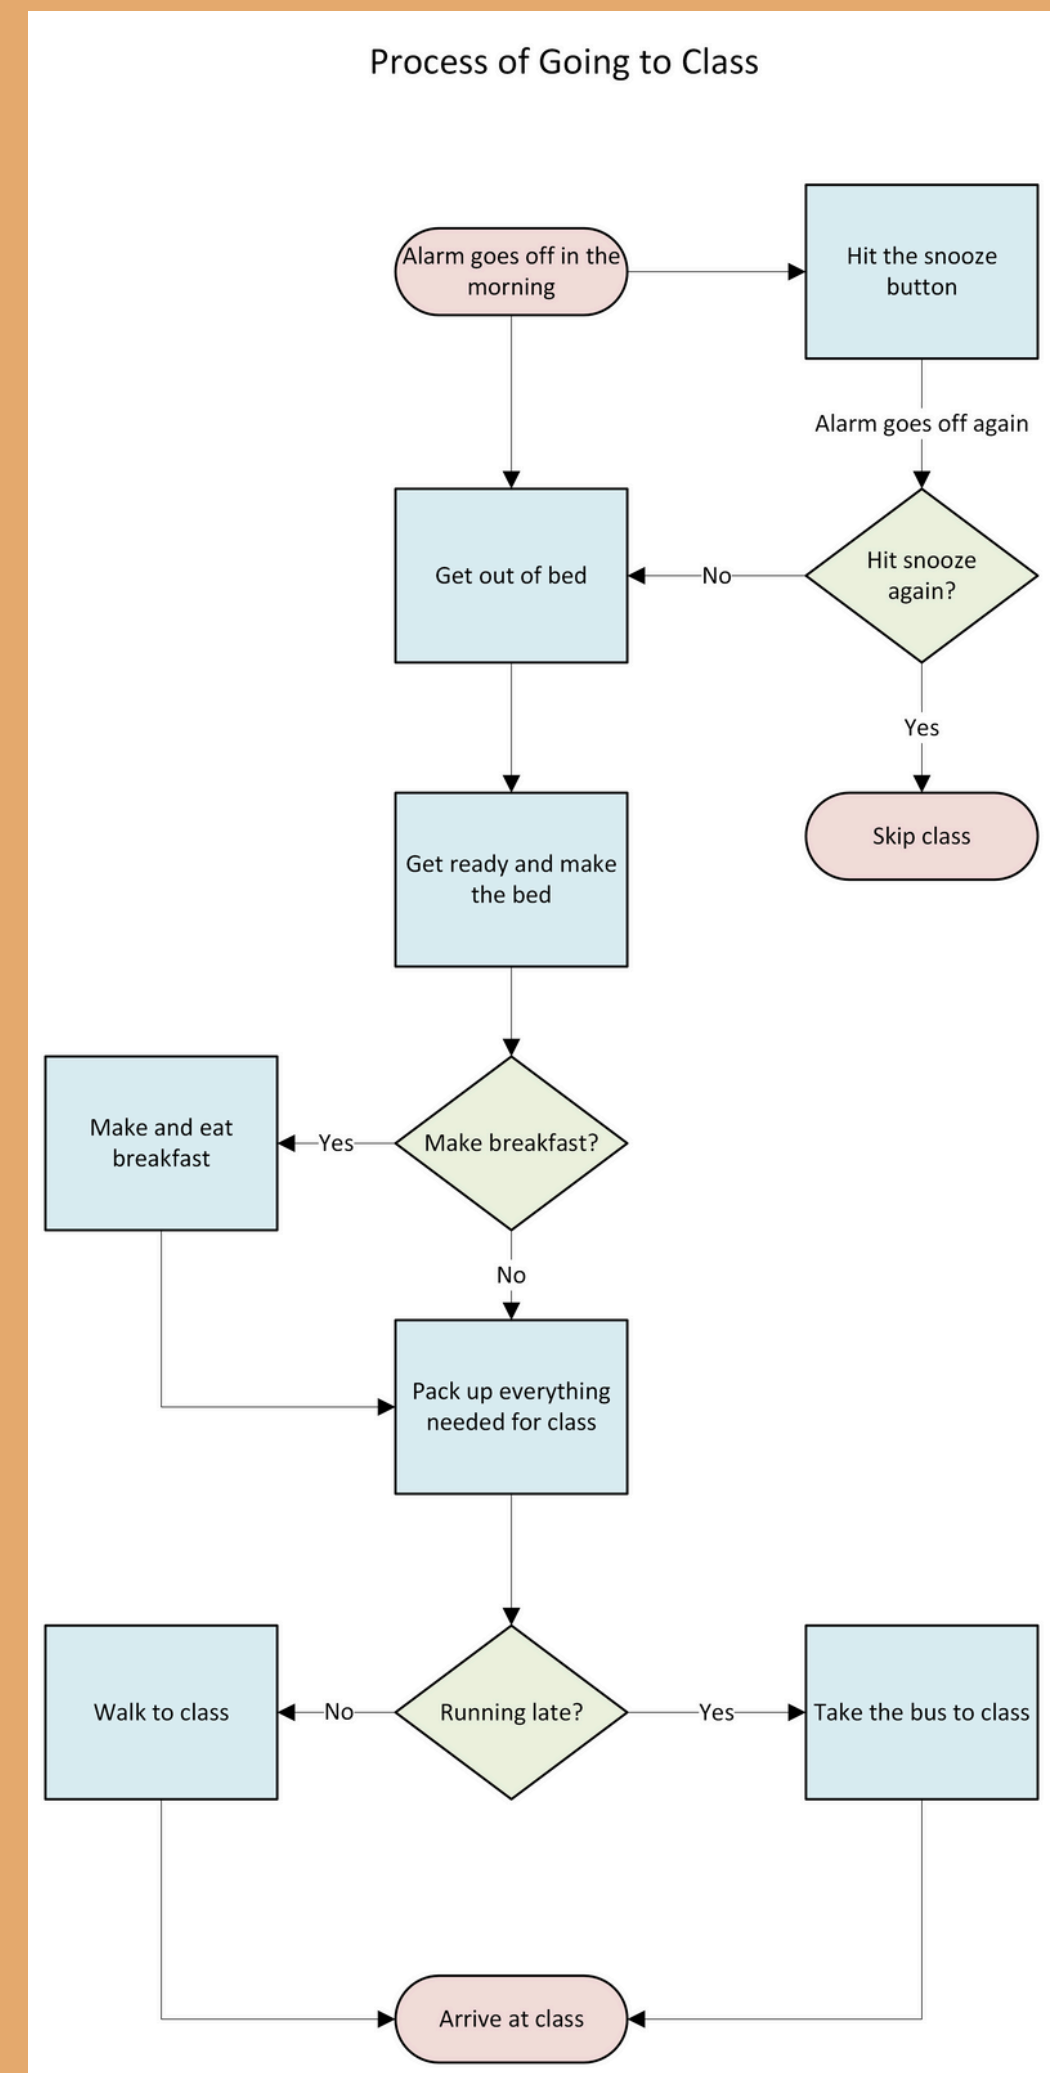 Process of Going to Class
Alarm goes off in the
morning
Hit the snooze
button
Alarm goes off again
Get out of bed
No
Hit snooze
again?
Yes
Skip class
Get ready and make
the bed
Make and eat
breakfast
Yes
Make breakfast?
No
Pack up everything
needed for class
Walk to class
No
Running late?
Yes
Take the bus to class
Arrive at class